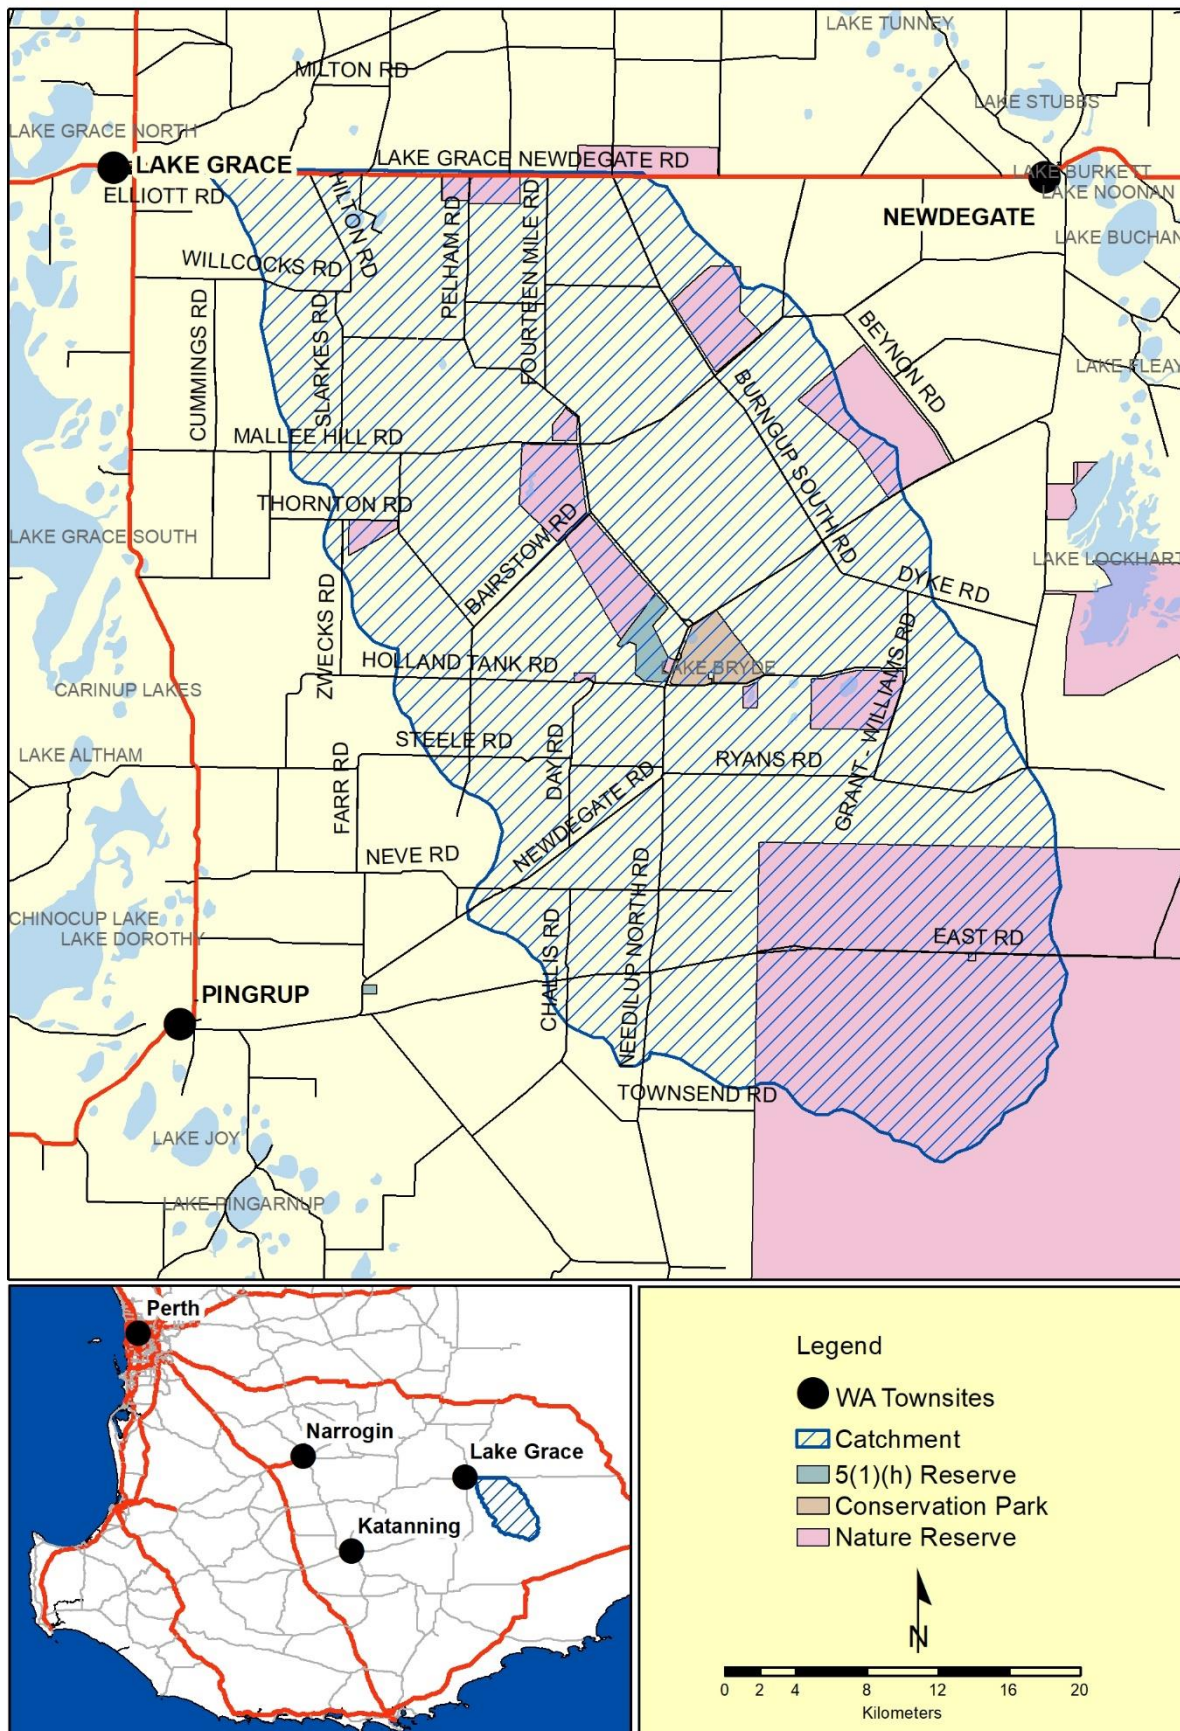 LAKE TUNNEY
MILTON RD
LAKE STUBBS
LAKE GRACE NORTH
LAKE GRACE
LAKE GRACE NEWDEGATE RD
LAKE BURKETT
LAKE NOONAN
ELLIOTT RD
HILTON RD
PELHAM RD
FOURTEEN MILE RD
NEWDEGATE
LAKE BUCHAN
WILLCOCKS RD
CUMMINGS RD
SLARKES RD
BEYNON RD
LAKE FLEAY
BURNGUP SOUTH RD
MALLEE HILL RD
THORNTON RD
LAKE GRACE SOUTH
BAIRSTOW RD
LAKE LOCKHART
DYKE RD
ZWECKS RD
HOLLAND TANK RD
LAKE BRYDE
GRANT - WILLIAMS RD
CARINUP LAKES
STEELE RD
DAY RD
RYANS RD
LAKE ALTHAM
FARR RD
NEWDEGATE RD
NEVE RD
NEEDILUP NORTH RD
CHINOCUP LAKE
LAKE DOROTHY
CHALLIS RD
EAST RD
PINGRUP
TOWNSEND RD
LAKE JOY
LAKE PINGARNUP
Perth
Narrogin
Lake Grace
Katanning
Legend
WA Townsites
Catchment
5(1)(h) Reserve
Conservation Park
Nature Reserve
N
0 2 4 8 12 16 20
Kilometers